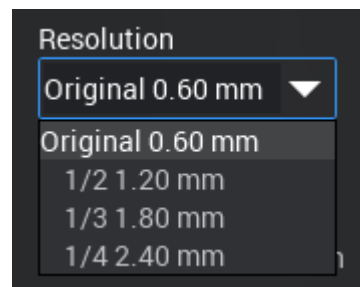 Resolution
Original 0.60 mm
Original 0.60 mm
1/2 1.20 mm
1/3 1.80 mm
1/4 2.40 mm